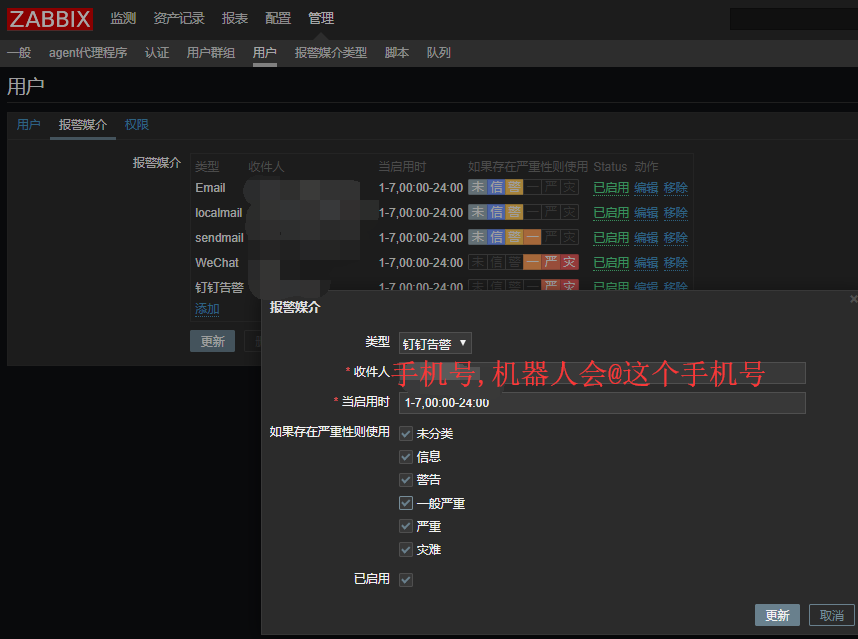 ZABBIX 监测 资产记录 报表 配置 管理
一般 agent代理程序 认证 用户群组 用户 报警媒介类型 脚本 队列
用户
用户 报警媒介 权限
报警媒介 类型 收件人 当启用时 如果存在严重性则使用 Status 动作
Email 1-7,00:00-24:00 未 信 警 一 严 灾 已启用 编辑 移除
localmail 1-7,00:00-24:00 未 信 警 一 严 灾 已启用 编辑 移除
sendmail 1-7,00:00-24:00 未 信 警 一 严 灾 已启用 编辑 移除
WeChat 1-7,00:00-24:00 未 信 警 一 严 灾 已启用 编辑 移除
钉钉告警 1-7,00:00-24:00 未 信 警 一 严 灾 已启用 编辑 移除
添加
更新
报警媒介
类型 钉钉告警
* 收件人 手机号,机器人会@这个手机号
* 当启用时 1-7,00:00-24:00
如果存在严重性则使用 未分类
信息
警告
一般严重
严重
灾难
已启用
更新 取消